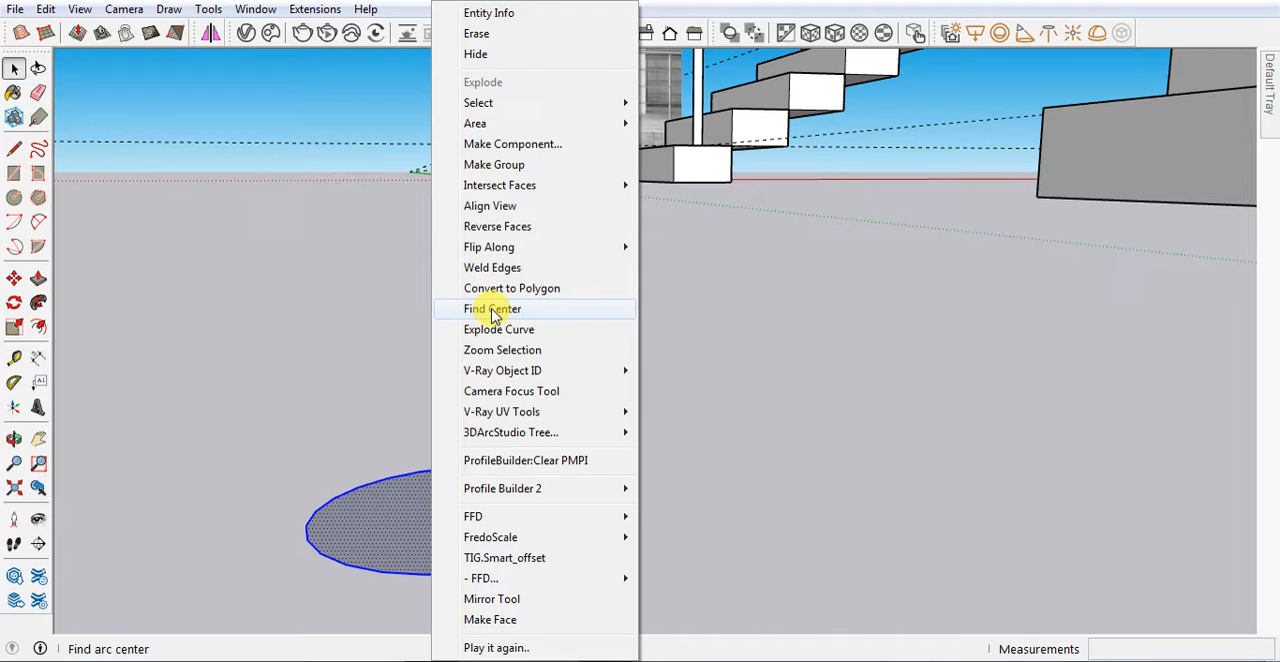 File Edit View Camera Draw Tools Window Extensions Help
Entity Info
Erase
Hide
Explode
Select
Area
Make Component...
Make Group
Intersect Faces
Align View
Reverse Faces
Flip Along
Weld Edges
Convert to Polygon
Find Center
Explode Curve
Zoom Selection
V-Ray Object ID
Camera Focus Tool
V-Ray UV Tools
3DArcStudio Tree...
ProfileBuilder:Clear PMPI
Profile Builder 2
FFD
FredoScale
TIG.Smart_offset
- FFD...
Mirror Tool
Make Face
Play it again..
Default Tray
Find arc center
Measurements